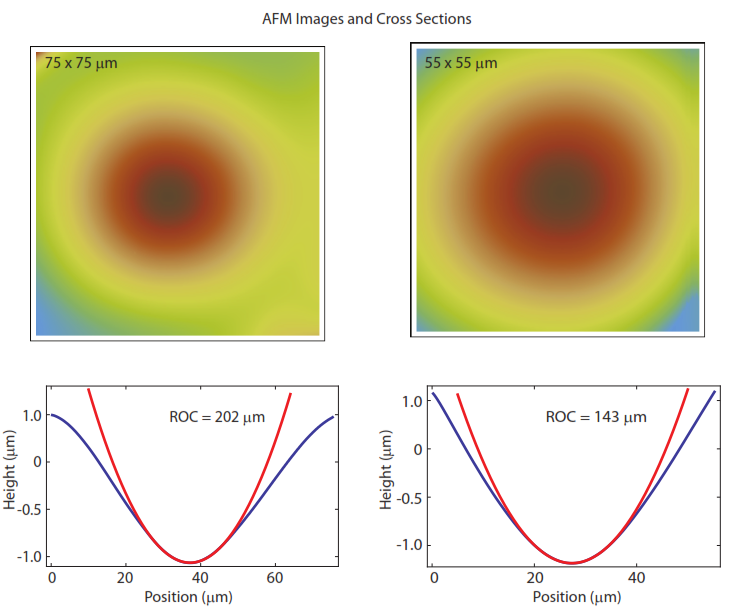 AFM Images and Cross Sections
75 x 75 μm
55 x 55 μm
ROC = 202 μm
Height (μm)
1.0
0
-0.5
-1.0
0
20
40
60
Position (μm)
ROC = 143 μm
Height (μm)
1.0
0
-0.5
-1.0
0
20
40
Position (μm)